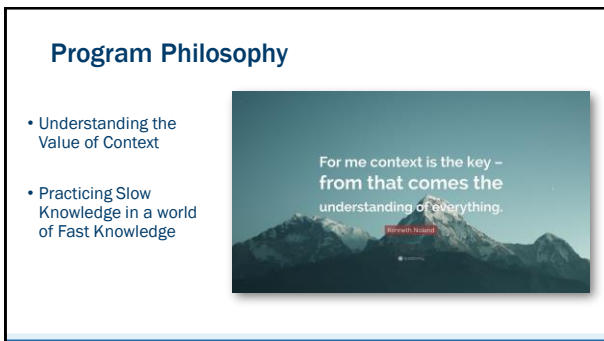 Program Philosophy
• Understanding the
Value of Context
• Practicing Slow
Knowledge in a world
of Fast Knowledge
For me context is the key –
from that comes the
understanding of everything.
Kenneth Noland